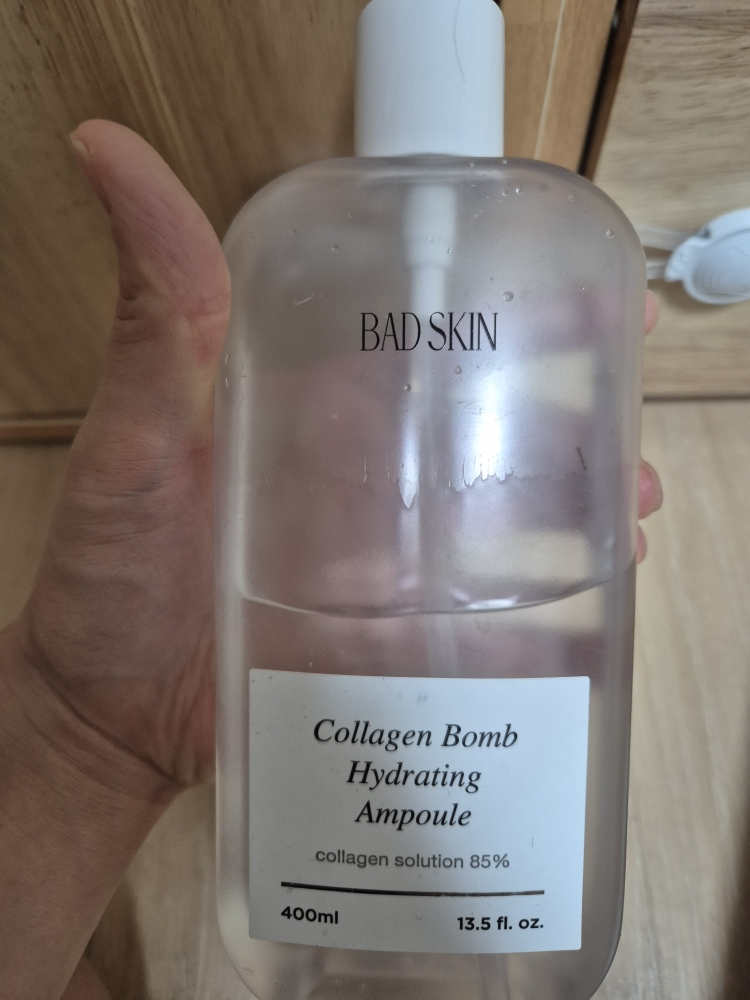 BAD SKIN
Collagen Bomb
Hydrating
Ampoule
collagen solution 85%
400ml 13.5 fl. oz.